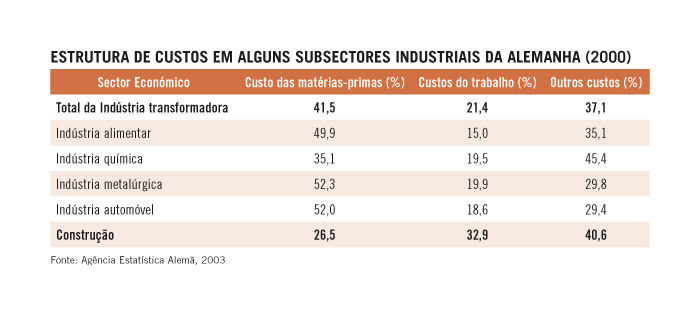 ESTRUTURA DE CUSTOS EM ALGUNS SUBSECTORES INDUSTRIAIS DA ALEMANHA (2000)
Sector Económico Custo das matérias-primas (%) Custos do trabalho (%) Outros custos (%)
Total da Indústria transformadora 41,5 21,4 37,1
Indústria alimentar 49,9 15,0 35,1
Indústria química 35,1 19,5 45,4
Indústria metalúrgica 52,3 19,9 29,8
Indústria automóvel 52,0 18,6 29,4
Construção 26,5 32,9 40,6
Fonte: Agência Estatística Alemã, 2003